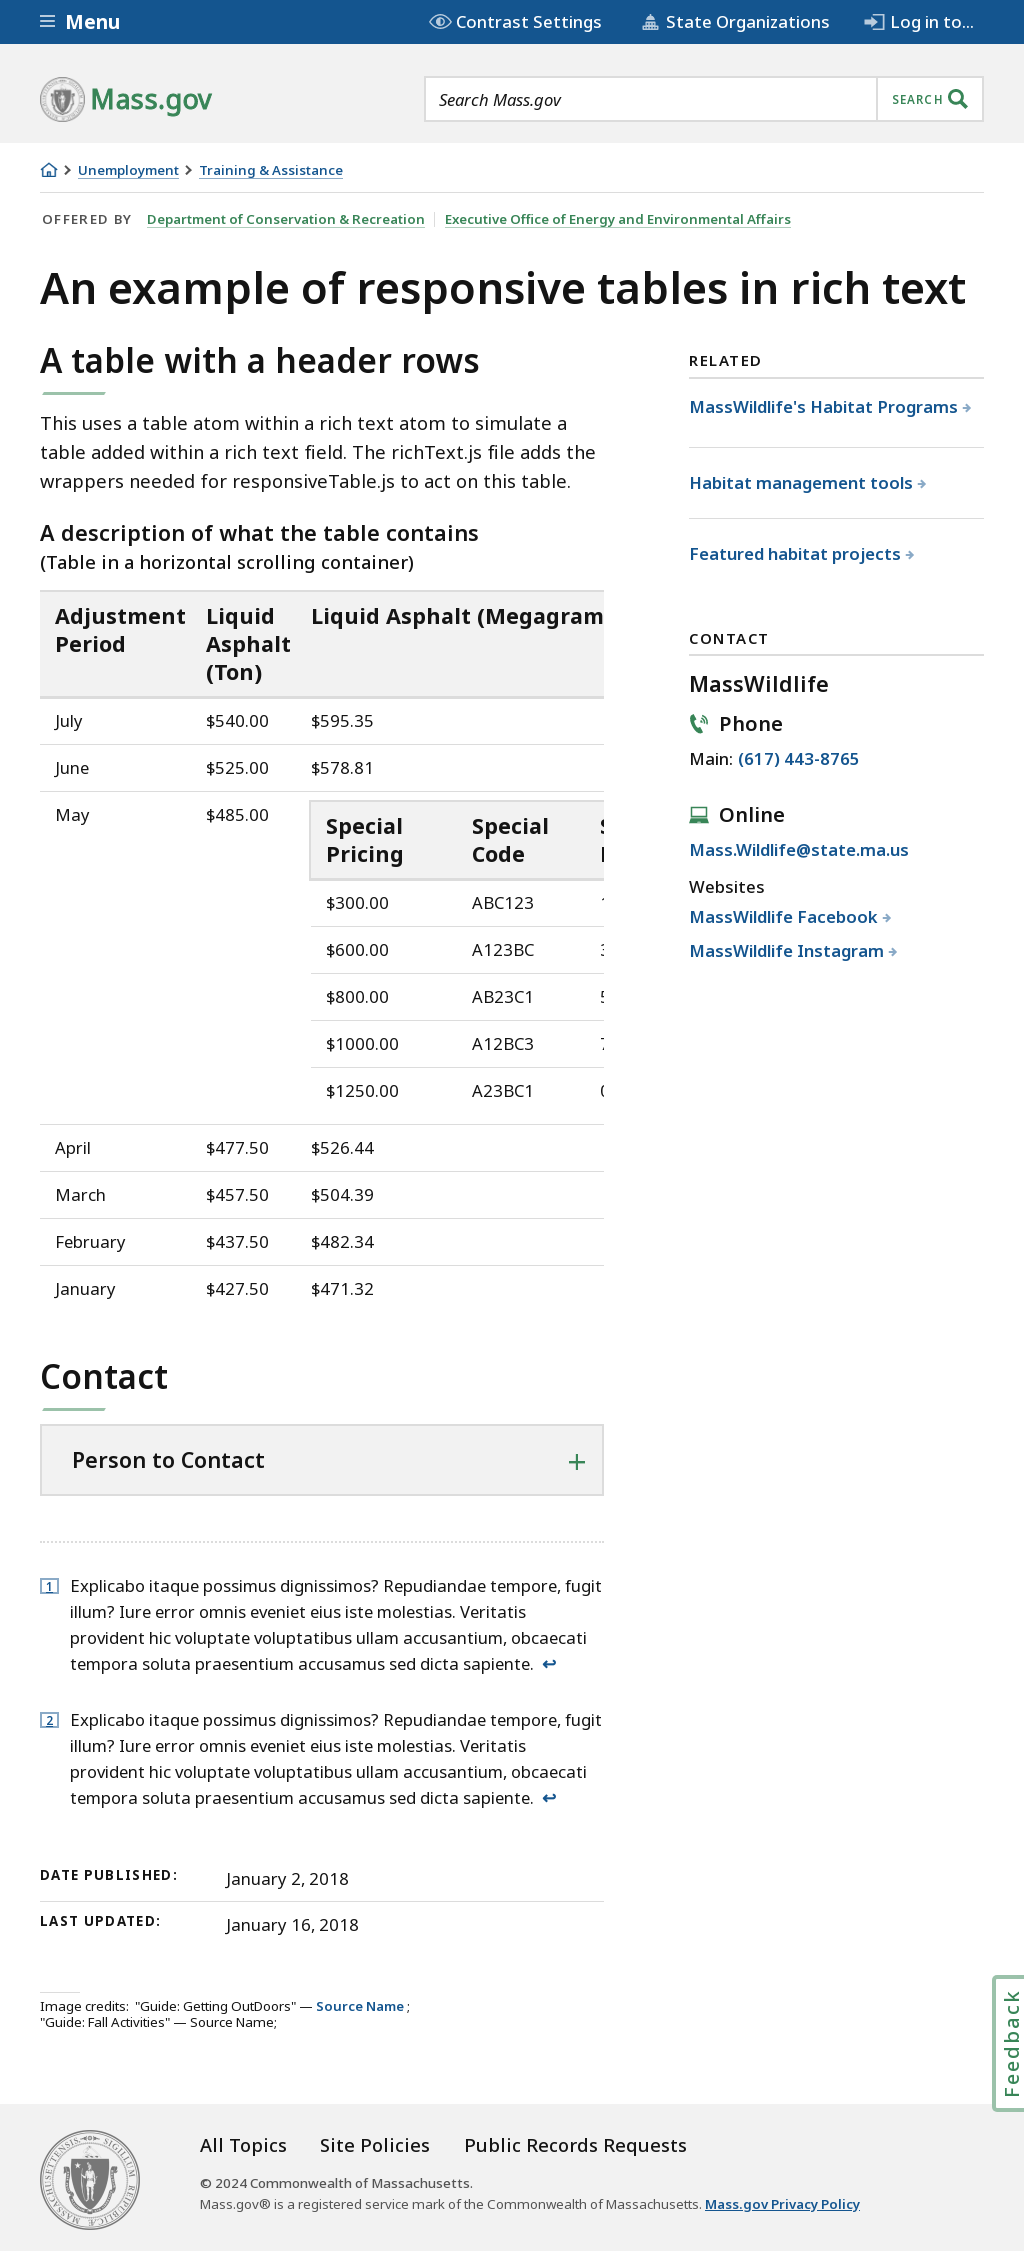 Menu
Contrast Settings
State Organizations
Log in to...
Mass.gov
Search Mass.gov
SEARCH
Unemployment
Training & Assistance
OFFERED BY Department of Conservation & Recreation Executive Office of Energy and Environmental Affairs
An example of responsive tables in rich text
A table with a header rows
This uses a table atom within a rich text atom to simulate a
table added within a rich text field. The richText.js file adds the
wrappers needed for responsiveTable.js to act on this table.
A description of what the table contains
(Table in a horizontal scrolling container)
Adjustment Period Liquid Asphalt (Ton) Liquid Asphalt (Megagram
July $540.00 $595.35
June $525.00 $578.81
May $485.00
Special Pricing Special Code
$300.00 ABC123
$600.00 A123BC
$800.00 AB23C1
$1000.00 A12BC3
$1250.00 A23BC1
April $477.50 $526.44
March $457.50 $504.39
February $437.50 $482.34
January $427.50 $471.32
RELATED
MassWildlife's Habitat Programs
Habitat management tools
Featured habitat projects
CONTACT
MassWildlife
Phone
Main: (617) 443-8765
Online
Mass.Wildlife@state.ma.us
Websites
MassWildlife Facebook
MassWildlife Instagram
Contact
Person to Contact
1 Explicabo itaque possimus dignissimos? Repudiandae tempore, fugit
illum? Iure error omnis eveniet eius iste molestias. Veritatis
provident hic voluptate voluptatibus ullam accusantium, obcaecati
tempora soluta praesentium accusamus sed dicta sapiente. ↩
2 Explicabo itaque possimus dignissimos? Repudiandae tempore, fugit
illum? Iure error omnis eveniet eius iste molestias. Veritatis
provident hic voluptate voluptatibus ullam accusantium, obcaecati
tempora soluta praesentium accusamus sed dicta sapiente. ↩
DATE PUBLISHED: January 2, 2018
LAST UPDATED: January 16, 2018
Image credits: "Guide: Getting OutDoors" — Source Name ;
"Guide: Fall Activities" — Source Name;
Feedback
All Topics
Site Policies
Public Records Requests
© 2024 Commonwealth of Massachusetts.
Mass.gov® is a registered service mark of the Commonwealth of Massachusetts. Mass.gov Privacy Policy